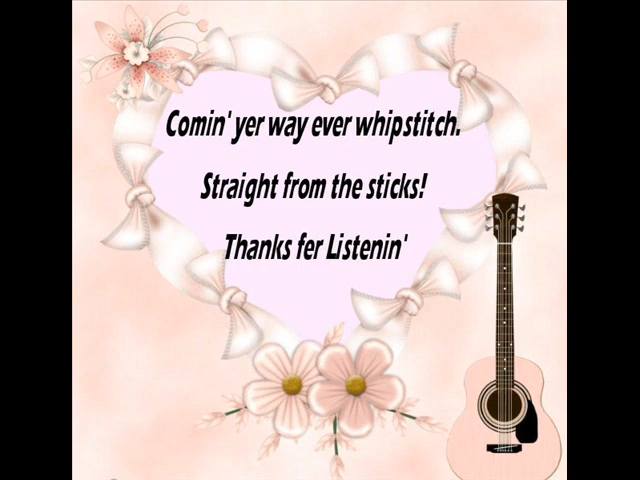 Comin' yer way ever whipstitch.
Straight from the sticks!
Thanks fer Listenin'